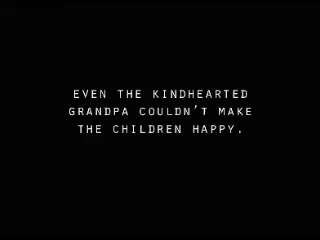 EVEN THE KINDHEARTED
GRANDPA COULDN'T MAKE
THE CHILDREN HAPPY.